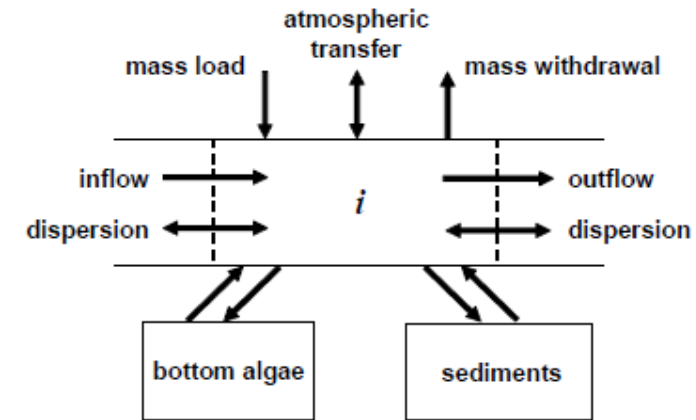 atmospheric
transfer
mass load
mass withdrawal
inflow
i
outflow
dispersion
dispersion
bottom algae
sediments